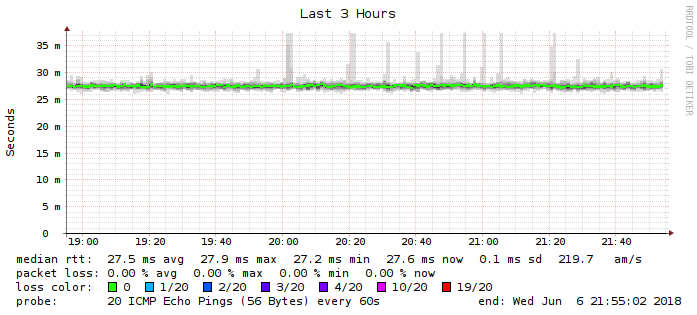 Last 3 Hours
RRDTOOL / TOBI OETIKER
Seconds
35 m
30 m
25 m
20 m
15 m
10 m
5 m
0
19:00 19:20 19:40 20:00 20:20 20:40 21:00 21:20 21:40
median rtt: 27.5 ms avg 27.9 ms max 27.2 ms min 27.6 ms now 0.1 ms sd 219.7 am/s
packet loss: 0.00 % avg 0.00 % max 0.00 % min 0.00 % now
loss color: 0 1/20 2/20 3/20 4/20 10/20 19/20
probe: 20 ICMP Echo Pings (56 Bytes) every 60s end: Wed Jun 6 21:55:02 2018